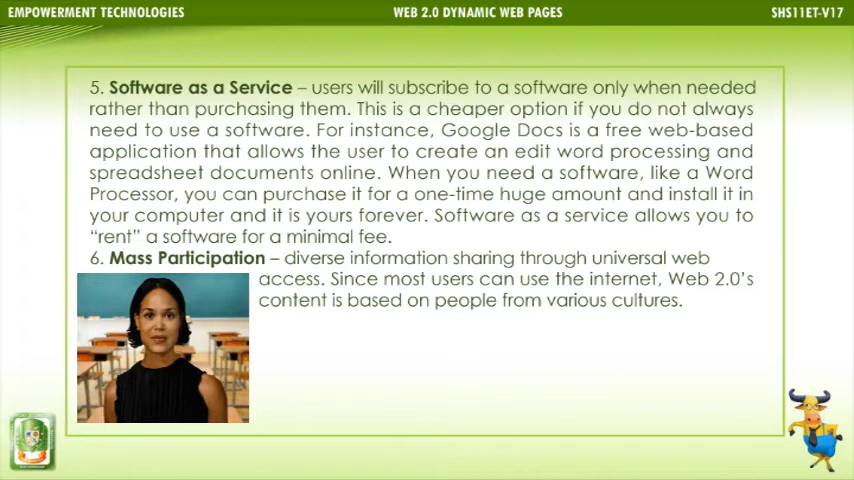 EMPOWERMENT TECHNOLOGIES
WEB 2.0 DYNAMIC WEB PAGES
SHS11ET-V17
5. Software as a Service – users will subscribe to a software only when needed
rather than purchasing them. This is a cheaper option if you do not always
need to use a software. For instance, Google Docs is a free web-based
application that allows the user to create an edit word processing and
spreadsheet documents online. When you need a software, like a Word
Processor, you can purchase it for a one-time huge amount and install it in
your computer and it is yours forever. Software as a service allows you to
“rent” a software for a minimal fee.
6. Mass Participation – diverse information sharing through universal web
access. Since most users can use the internet, Web 2.0’s
content is based on people from various cultures.